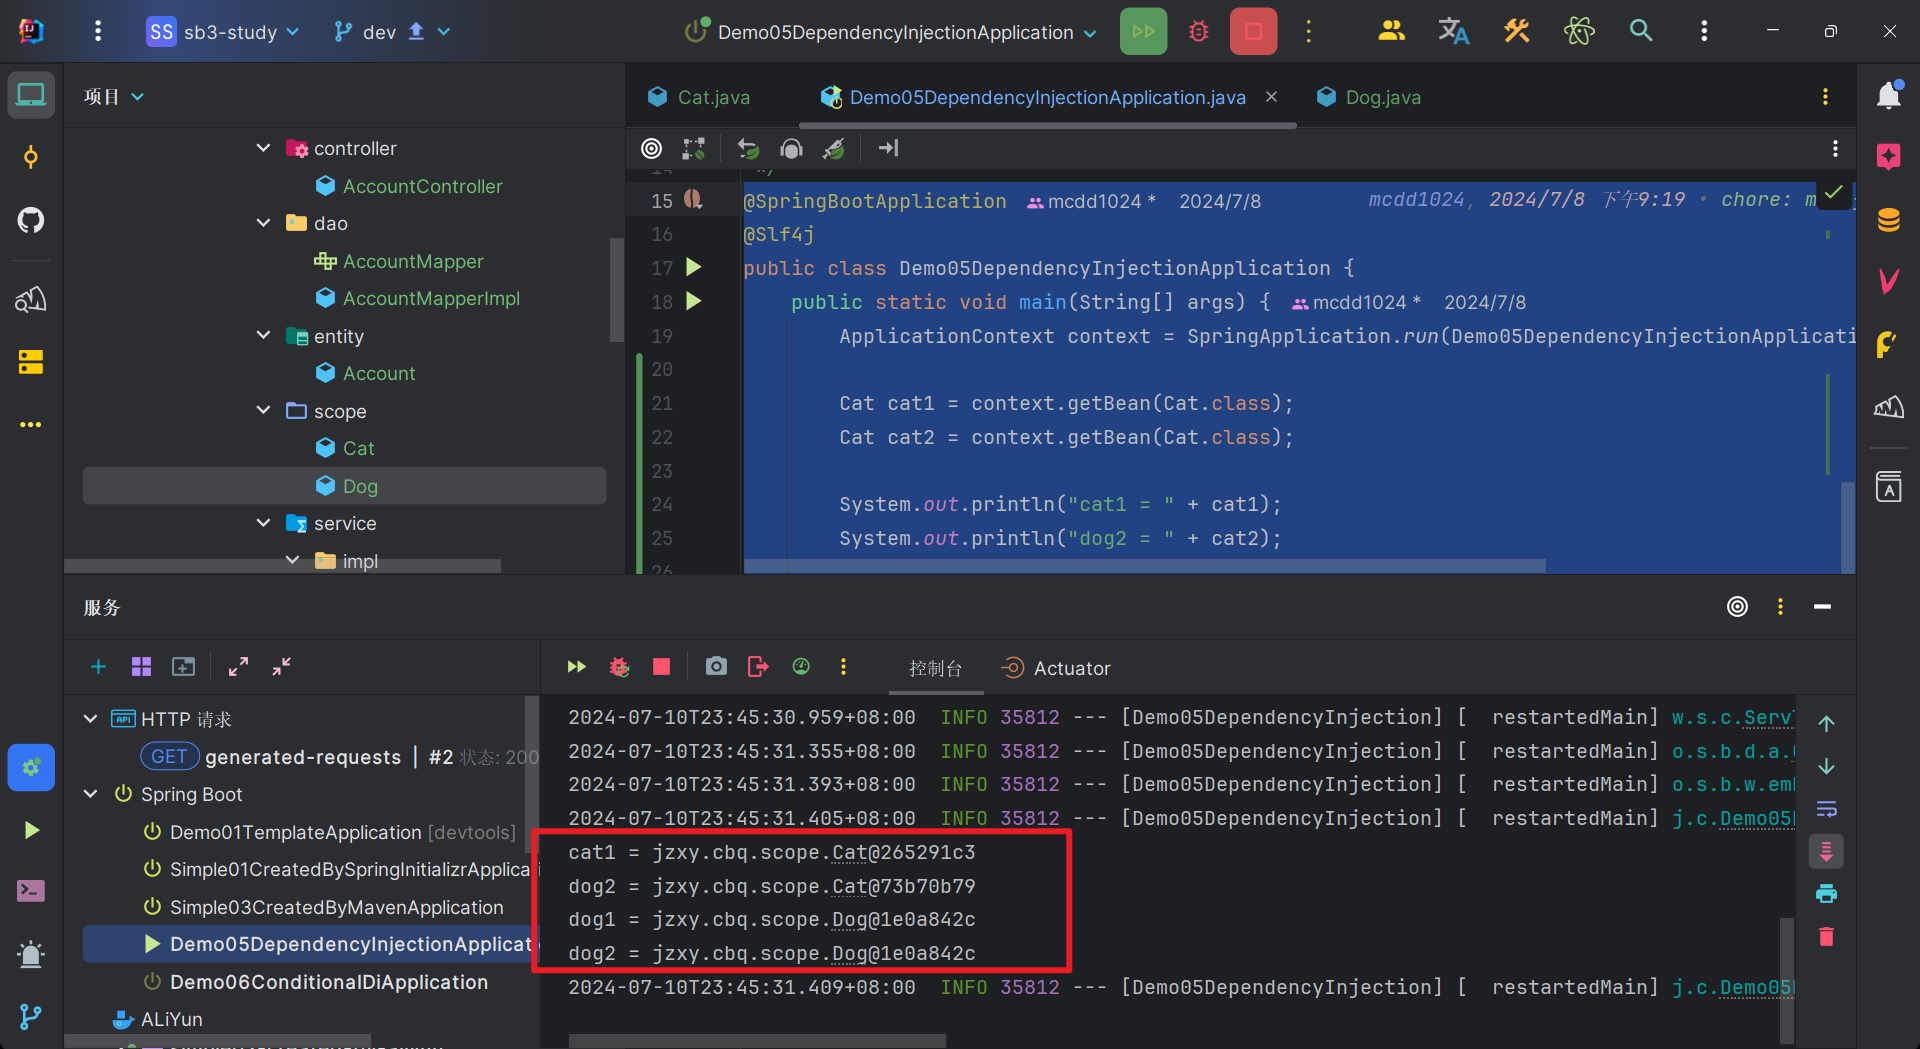 SS sb3-study
dev
Demo05DependencyInjectionApplication
项目
Cat.java
Demo05DependencyInjectionApplication.java
Dog.java
controller
AccountController
dao
AccountMapper
AccountMapperImpl
entity
Account
scope
Cat
Dog
service
impl
15 @SpringBootApplication mcdd1024 * 2024/7/8 mcdd1024, 2024/7/8 下午9:19 • chore: m
16 @Slf4j
17 public class Demo05DependencyInjectionApplication {
18 public static void main(String[] args) { mcdd1024 * 2024/7/8
19 ApplicationContext context = SpringApplication.run(Demo05DependencyInjectionApplicati
20
21 Cat cat1 = context.getBean(Cat.class);
22 Cat cat2 = context.getBean(Cat.class);
23
24 System.out.println("cat1 = " + cat1);
25 System.out.println("dog2 = " + cat2);
26
服务
控制台
Actuator
API HTTP 请求
GET generated-requests | #2 状态: 200
Spring Boot
Demo01TemplateApplication [devtools]
Simple01CreatedBySpringInitializrApplica
Simple03CreatedByMavenApplication
Demo05DependencyInjectionApplicat
Demo06ConditionalDiApplication
ALiYun
2024-07-10T23:45:30.959+08:00 INFO 35812 --- [Demo05DependencyInjection] [ restartedMain] w.s.c.Serv
2024-07-10T23:45:31.355+08:00 INFO 35812 --- [Demo05DependencyInjection] [ restartedMain] o.s.b.d.a.
2024-07-10T23:45:31.393+08:00 INFO 35812 --- [Demo05DependencyInjection] [ restartedMain] o.s.b.w.em
2024-07-10T23:45:31.405+08:00 INFO 35812 --- [Demo05DependencyInjection] [ restartedMain] j.c.Demo05
cat1 = jzxy.cbq.scope.Cat@265291c3
dog2 = jzxy.cbq.scope.Cat@73b70b79
dog1 = jzxy.cbq.scope.Dog@1e0a842c
dog2 = jzxy.cbq.scope.Dog@1e0a842c
2024-07-10T23:45:31.409+08:00 INFO 35812 --- [Demo05DependencyInjection] [ restartedMain] j.c.Demo05